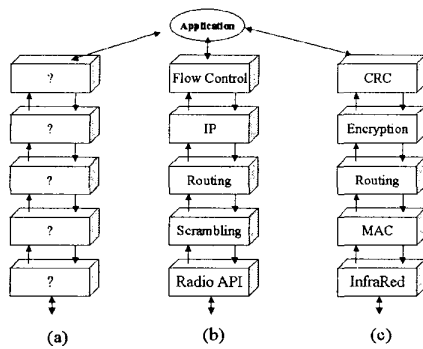 Application
? Flow Control CRC
? IP Encryption
? Routing Routing
? Scrambling MAC
? Radio API InfraRed
(a) (b) (c)